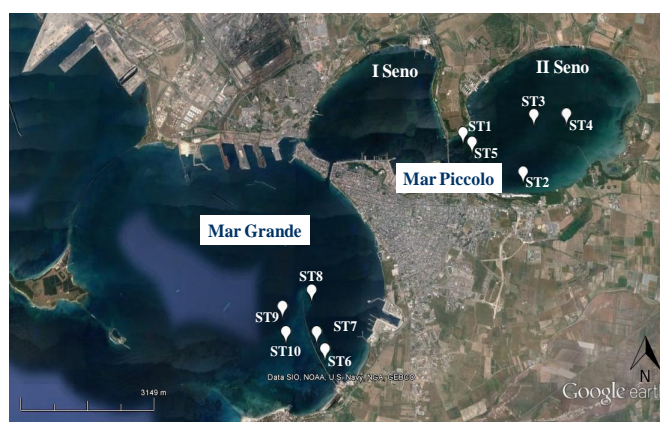 I Seno
II Seno
ST3
ST4
ST1
ST5
Mar Piccolo
ST2
Mar Grande
ST8
ST9
ST7
ST10
ST6
Data SIO, NOAA, U.S. Navy, NGA, GEBCO
3149 m
N
Google earth